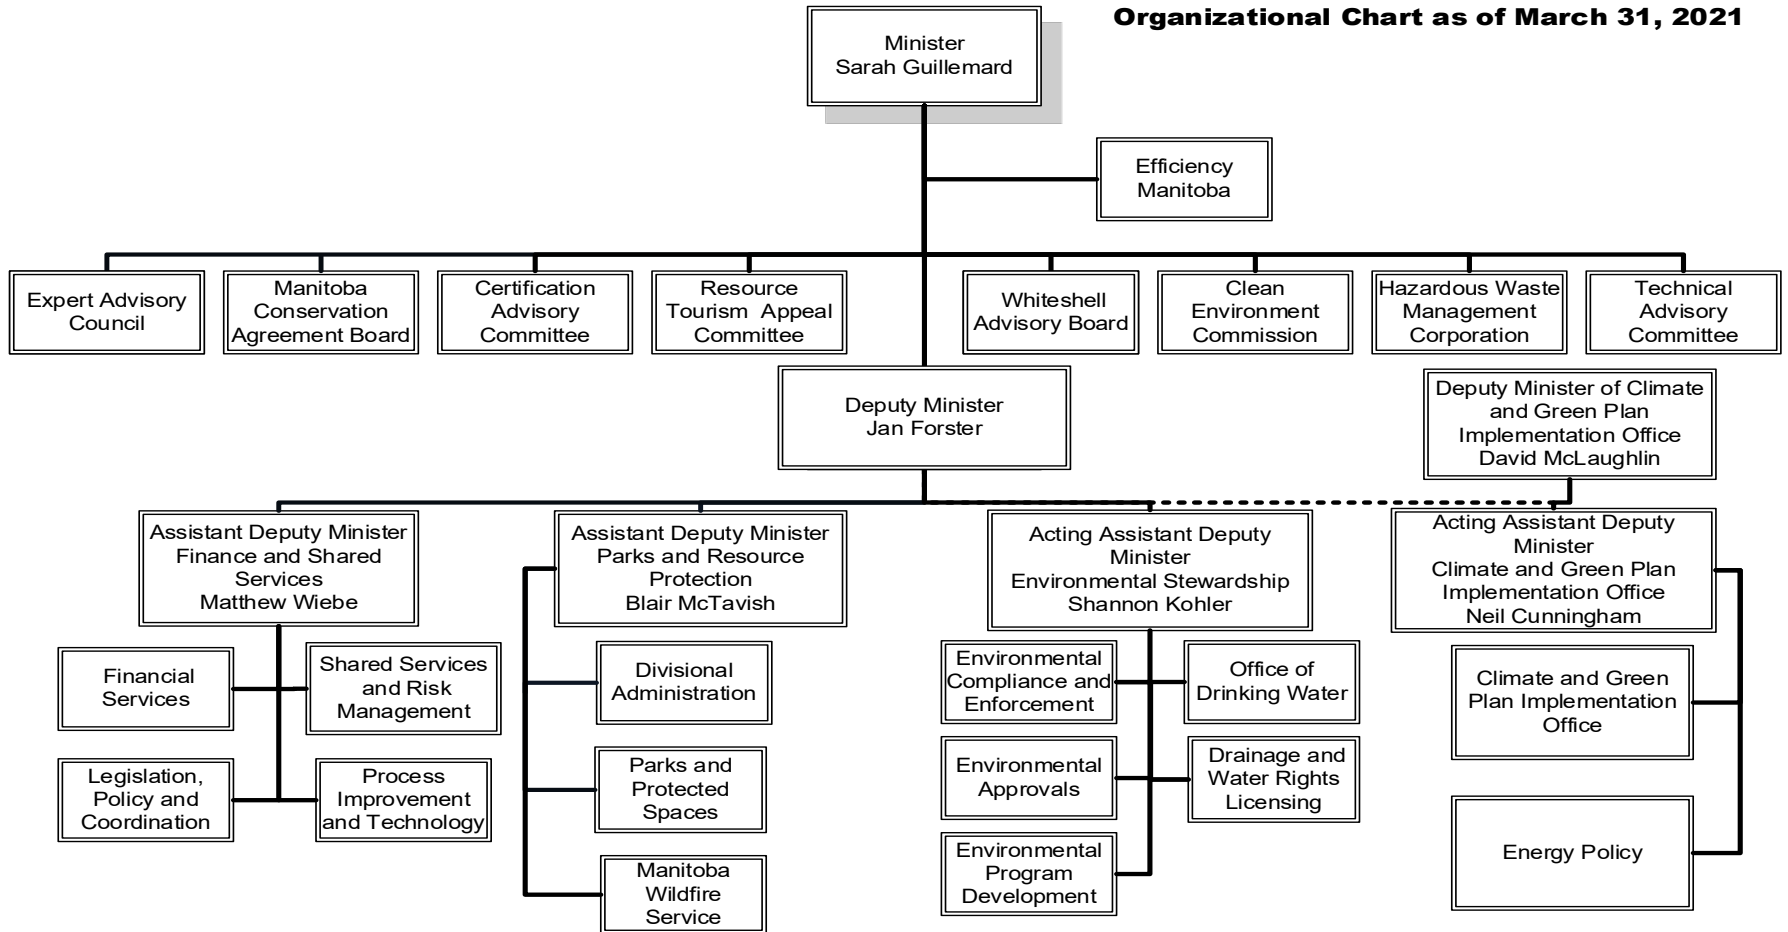 Organizational Chart as of March 31, 2021
Minister
Sarah Guillemard
Efficiency
Manitoba
Expert Advisory
Council
Manitoba
Conservation
Agreement Board
Certification
Advisory
Committee
Resource
Tourism Appeal
Committee
Whiteshell
Advisory Board
Clean
Environment
Commission
Hazardous Waste
Management
Corporation
Technical
Advisory
Committee
Deputy Minister
Jan Forster
Deputy Minister of Climate
and Green Plan
Implementation Office
David McLaughlin
Assistant Deputy Minister
Finance and Shared
Services
Matthew Wiebe
Assistant Deputy Minister
Parks and Resource
Protection
Blair McTavish
Acting Assistant Deputy
Minister
Environmental Stewardship
Shannon Kohler
Acting Assistant Deputy
Minister
Climate and Green Plan
Implementation Office
Neil Cunningham
Financial
Services
Shared Services
and Risk
Management
Legislation,
Policy and
Coordination
Process
Improvement
and Technology
Divisional
Administration
Parks and
Protected
Spaces
Manitoba
Wildfire
Service
Environmental
Compliance and
Enforcement
Office of
Drinking Water
Environmental
Approvals
Drainage and
Water Rights
Licensing
Environmental
Program
Development
Climate and Green
Plan Implementation
Office
Energy Policy